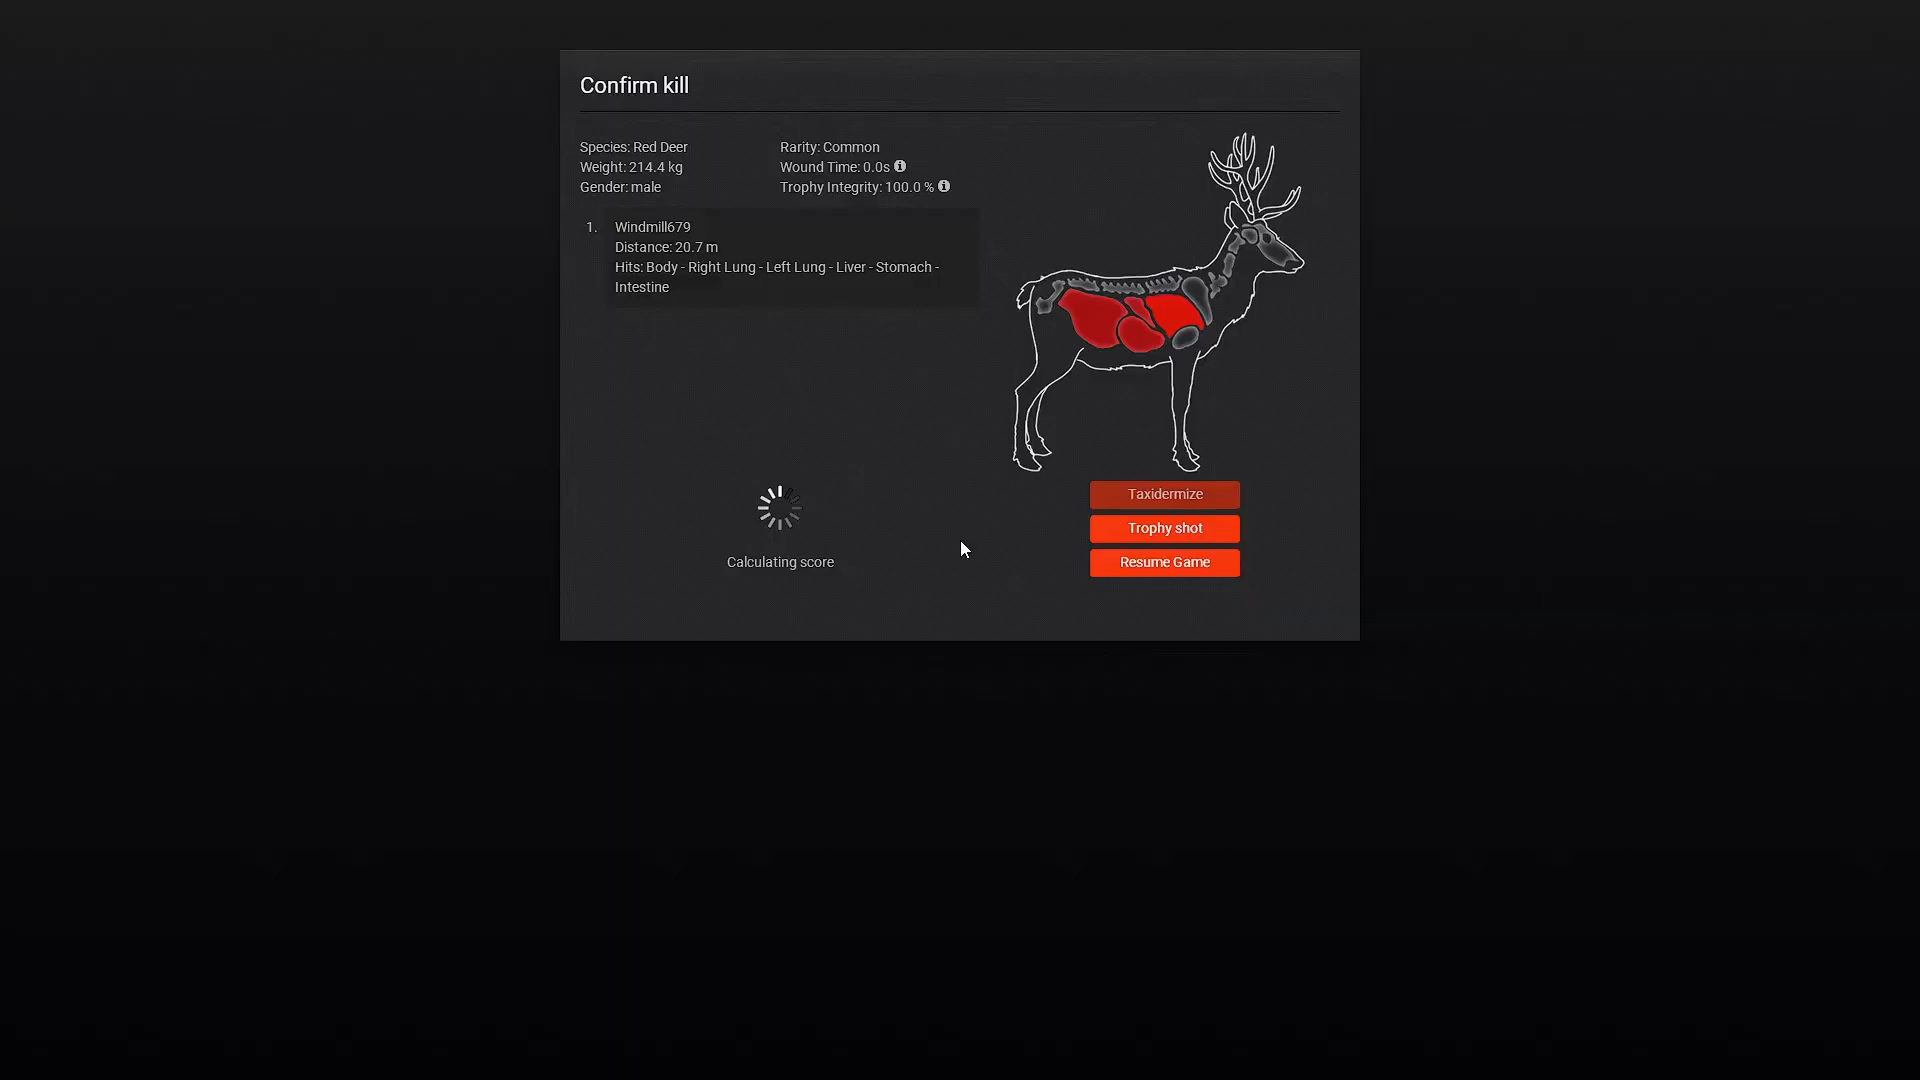 Confirm kill
Species: Red Deer
Weight: 214.4 kg
Gender: male
Rarity: Common
Wound Time: 0.0s
Trophy Integrity: 100.0 %
1. Windmill679
Distance: 20.7 m
Hits: Body - Right Lung - Left Lung - Liver - Stomach -
Intestine
Calculating score
Taxidermize
Trophy shot
Resume Game